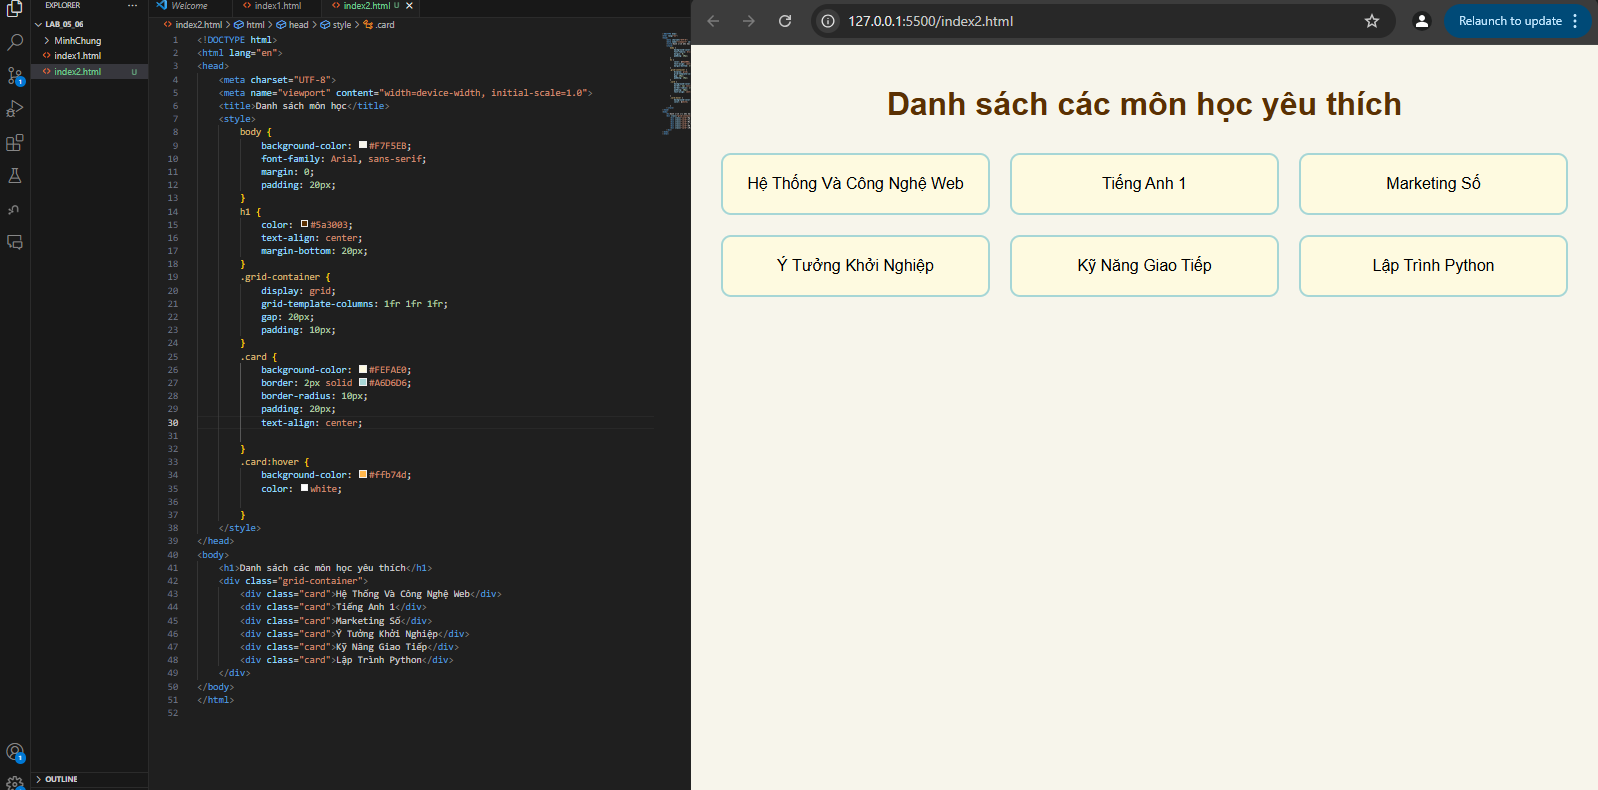 EXPLORER
LAB_05_06
MinhChung
index1.html
index2.html U
1
1
OUTLINE
Welcome
index1.html
index2.html U
index2.html > html > head > style > .card
1 <!DOCTYPE html>
2 <html lang="en">
3 <head>
4 <meta charset="UTF-8">
5 <meta name="viewport" content="width=device-width, initial-scale=1.0">
6 <title>Danh sách môn học</title>
7 <style>
8 body {
9 background-color: #F7F5EB;
10 font-family: Arial, sans-serif;
11 margin: 0;
12 padding: 20px;
13 }
14 h1 {
15 color: #5a3003;
16 text-align: center;
17 margin-bottom: 20px;
18 }
19 .grid-container {
20 display: grid;
21 grid-template-columns: 1fr 1fr 1fr;
22 gap: 20px;
23 padding: 10px;
24 }
25 .card {
26 background-color: #FEFAE0;
27 border: 2px solid #A6D6D6;
28 border-radius: 10px;
29 padding: 20px;
30 text-align: center;
31
32 }
33 .card:hover {
34 background-color: #ffb74d;
35 color: white;
36
37 }
38 </style>
39 </head>
40 <body>
41 <h1>Danh sách các môn học yêu thích</h1>
42 <div class="grid-container">
43 <div class="card">Hệ Thống Và Công Nghệ Web</div>
44 <div class="card">Tiếng Anh 1</div>
45 <div class="card">Marketing Số</div>
46 <div class="card">Ý Tưởng Khởi Nghiệp</div>
47 <div class="card">Kỹ Năng Giao Tiếp</div>
48 <div class="card">Lập Trình Python</div>
49 </div>
50 </body>
51 </html>
52
127.0.0.1:5500/index2.html
Relaunch to update
Danh sách các môn học yêu thích
Hệ Thống Và Công Nghệ Web
Tiếng Anh 1
Marketing Số
Ý Tưởng Khởi Nghiệp
Kỹ Năng Giao Tiếp
Lập Trình Python